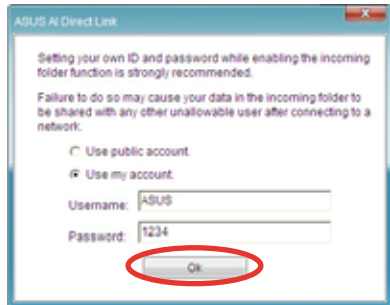 ASUS AI Direct Link
Setting your own ID and password while enabling the incoming
folder function is strongly recommended.
Failure to do so may cause your data in the incoming folder to
be shared with any other unallowable user after connecting to a
network.
Use public account.
Use my account.
Username: ASUS
Password: 1234
Ok